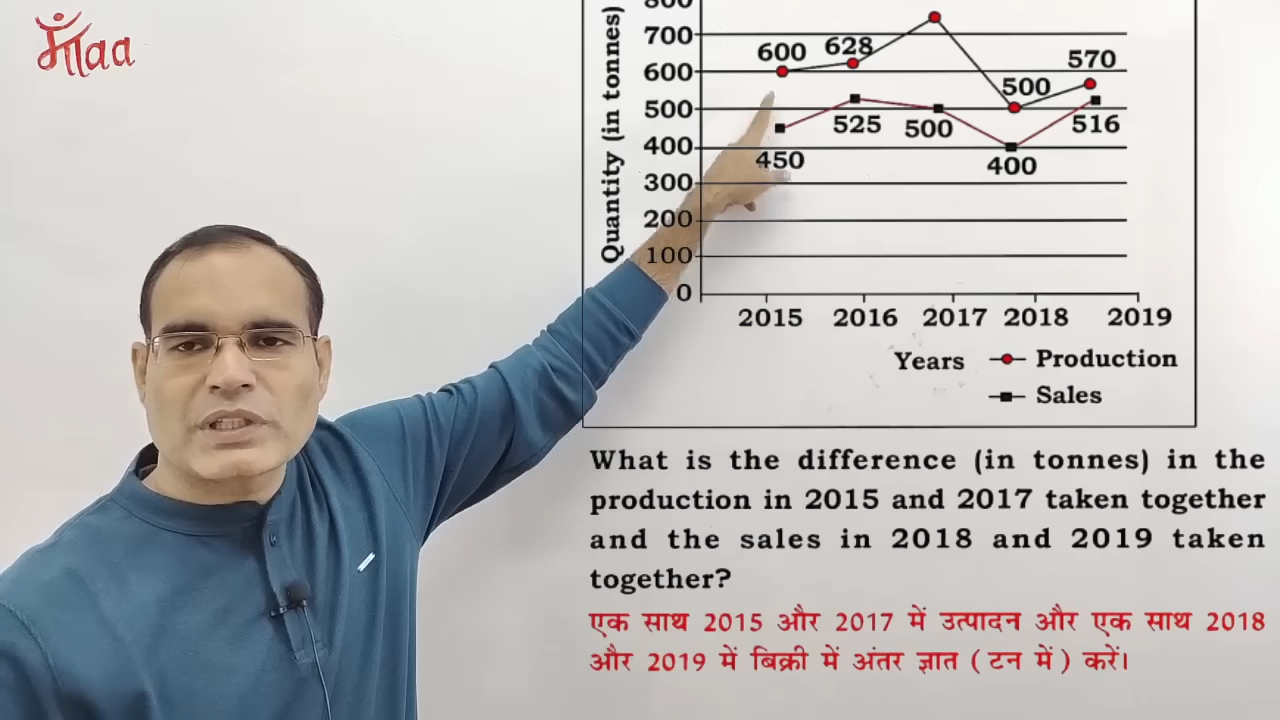 माaa
800
700
600
500
400
300
200
100
0
Quantity (in tonnes)
600
628
500
570
450
525
500
400
516
2015 2016 2017 2018 2019
Years Production
Sales
What is the difference (in tonnes) in the
production in 2015 and 2017 taken together
and the sales in 2018 and 2019 taken
together?
एक साथ 2015 और 2017 में उत्पादन और एक साथ 2018
और 2019 में बिक्री में अंतर ज्ञात ( टन में ) करें।